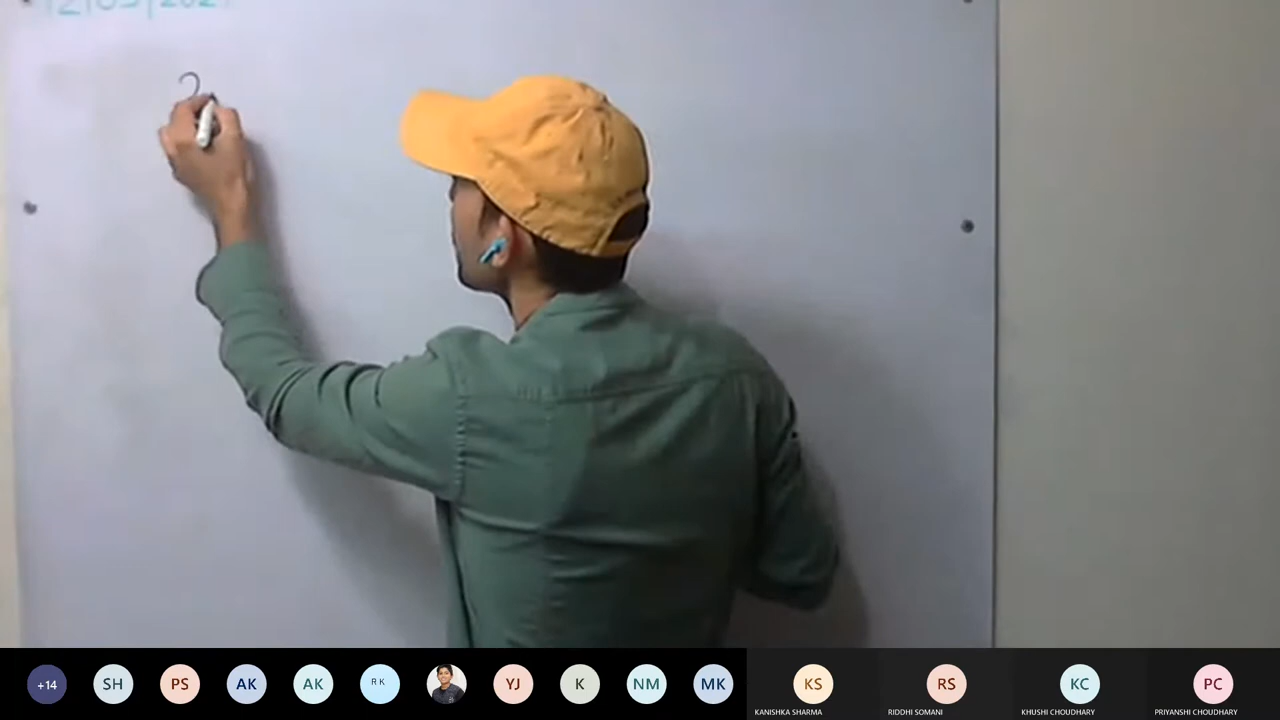 +14 SH PS AK AK RK YJ K NM MK KS RS KC PC
KANISHKA SHARMA RIDDHI SOMANI KHUSHI CHOUDHARY PRIYANSHI CHOUDHARY